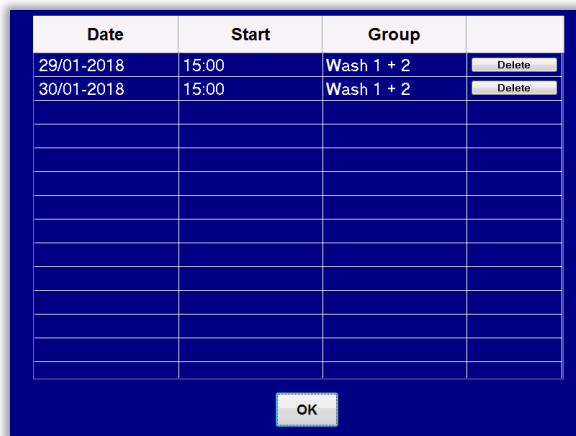 Date Start Group
29/01-2018 15:00 Wash 1 + 2 Delete
30/01-2018 15:00 Wash 1 + 2 Delete
OK